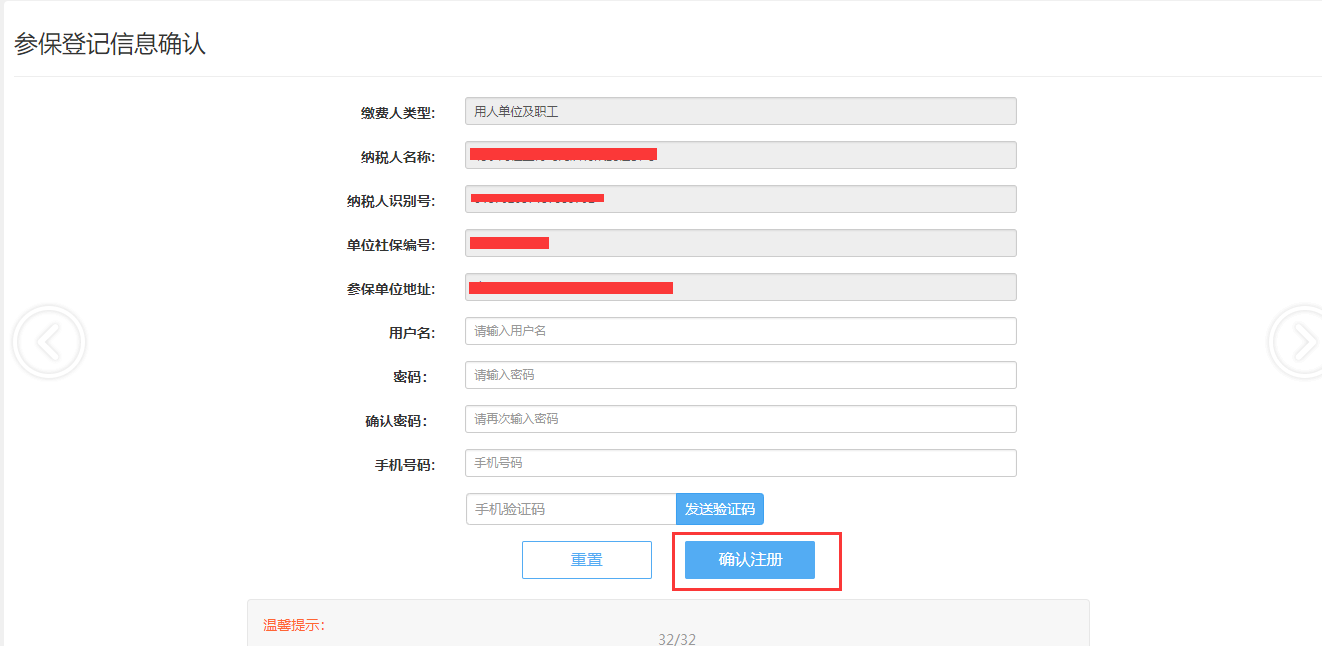 参保登记信息确认
缴费人类型: 用人单位及职工
纳税人名称:
纳税人识别号:
单位社保编号:
参保单位地址:
用户名: 请输入用户名
密码: 请输入密码
确认密码: 请再次输入密码
手机号码: 手机号码
手机验证码 发送验证码
重置 确认注册
温馨提示:
32/32